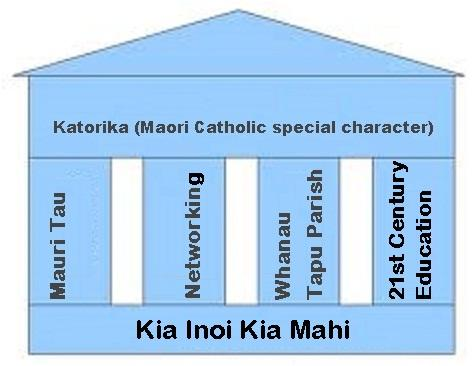 Katorika (Maori Catholic special character)
Mauri Tau
Networking
Whanau
Tapu Parish
21st Century
Education
Kia Inoi Kia Mahi